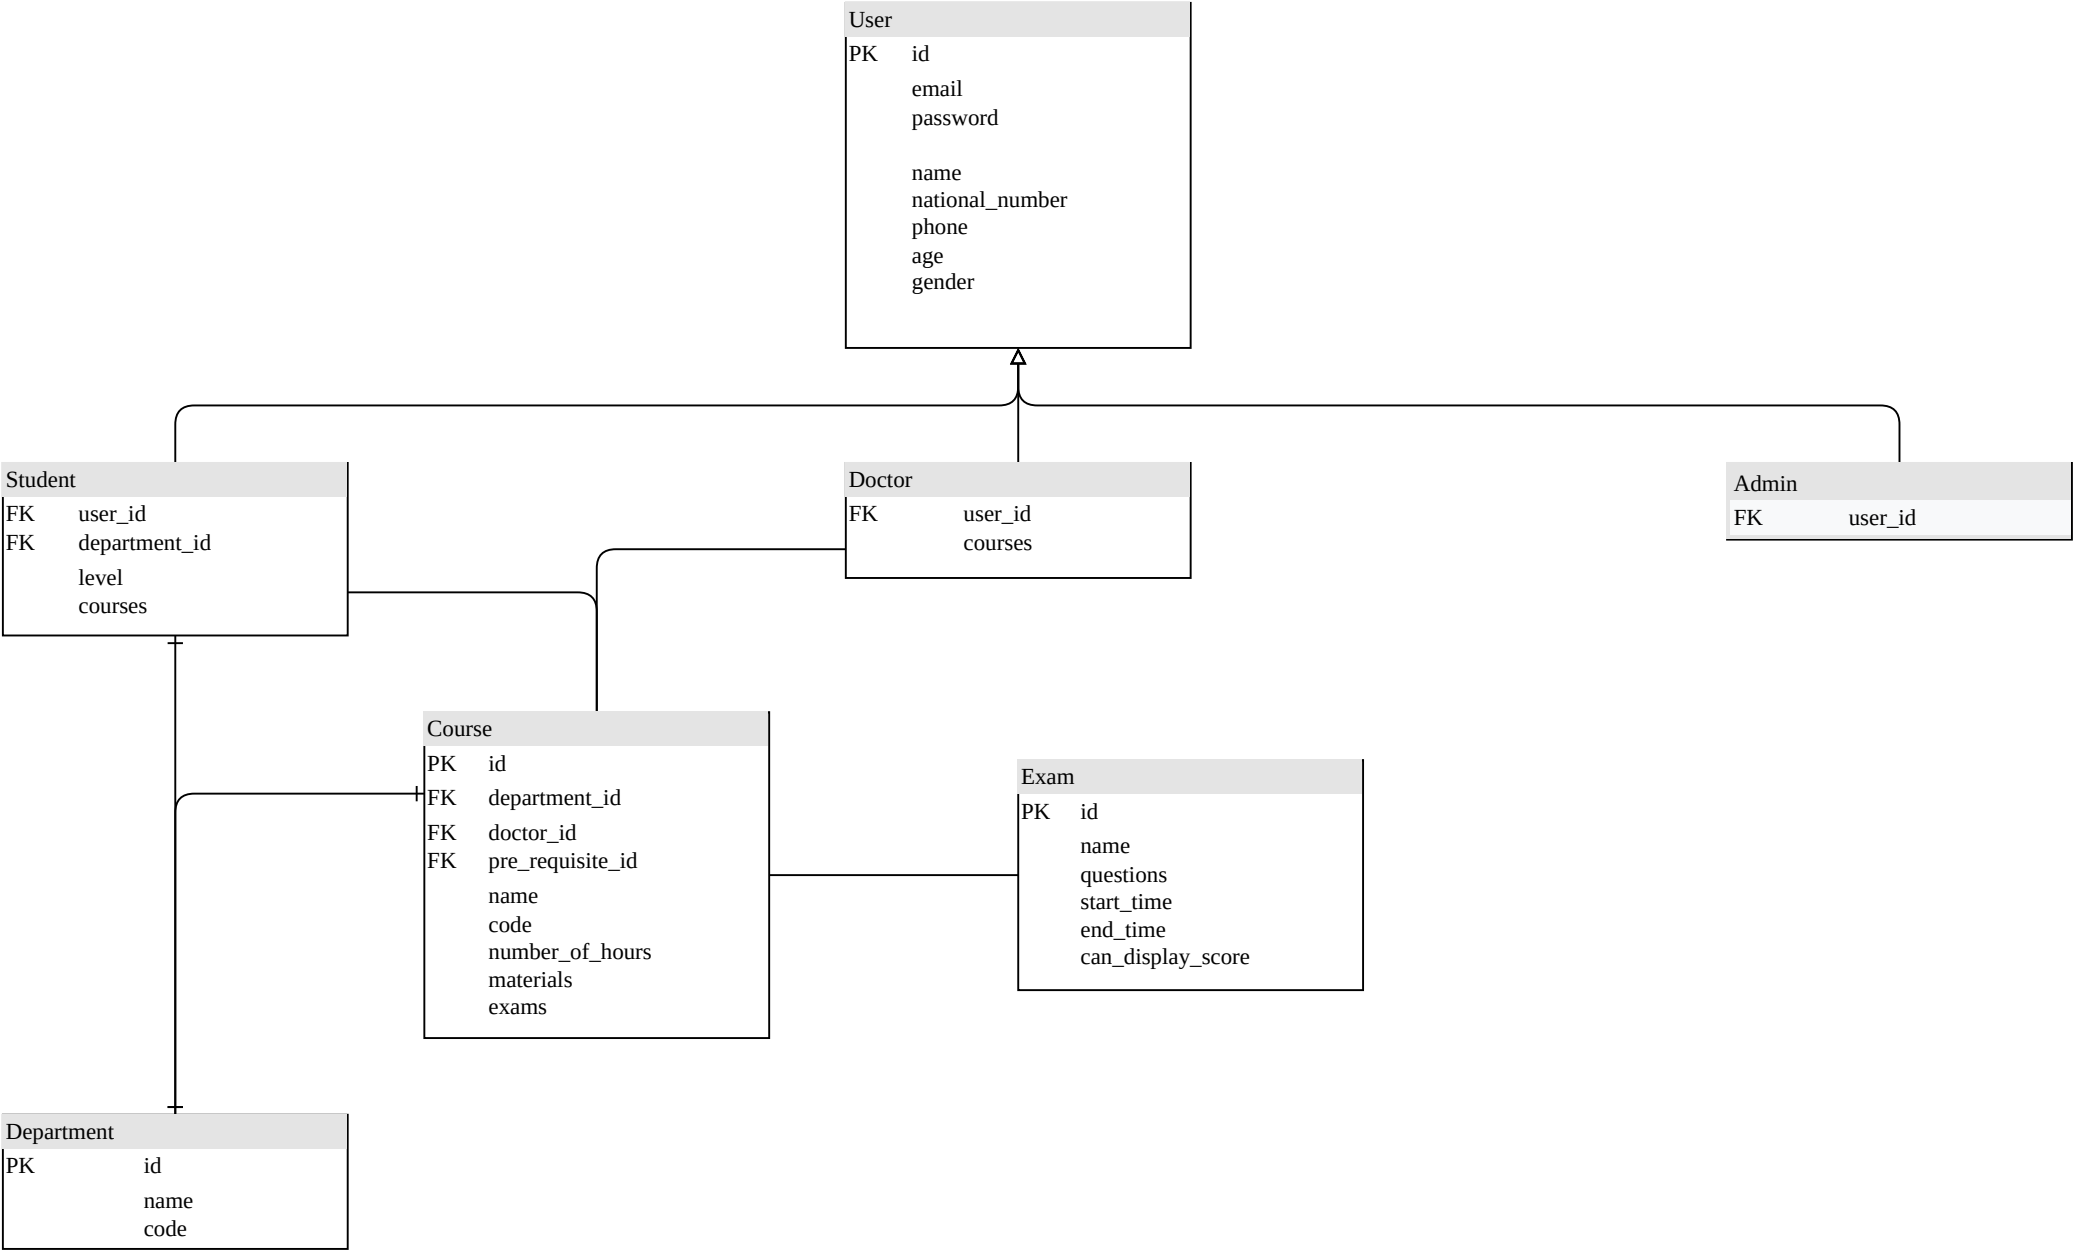 User
PK id
email
password
name
national_number
phone
age
gender
Student
FK user_id
FK department_id
level
courses
Doctor
FK user_id
courses
Admin
FK user_id
Course
PK id
FK department_id
FK doctor_id
FK pre_requisite_id
name
code
number_of_hours
materials
exams
Exam
PK id
name
questions
start_time
end_time
can_display_score
Department
PK id
name
code